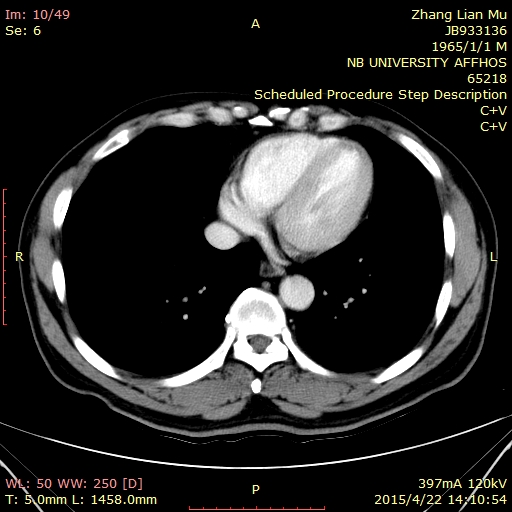 Im: 10/49
Se: 6
A
Zhang Lian Mu
JB933136
1965/1/1 M
NB UNIVERSITY AFFHOS
65218
Scheduled Procedure Step Description
C+V
C+V
R
L
WL: 50 WW: 250 [D]
T: 5.0mm L: 1458.0mm
P
397mA 120kV
2015/4/22 14:10:54